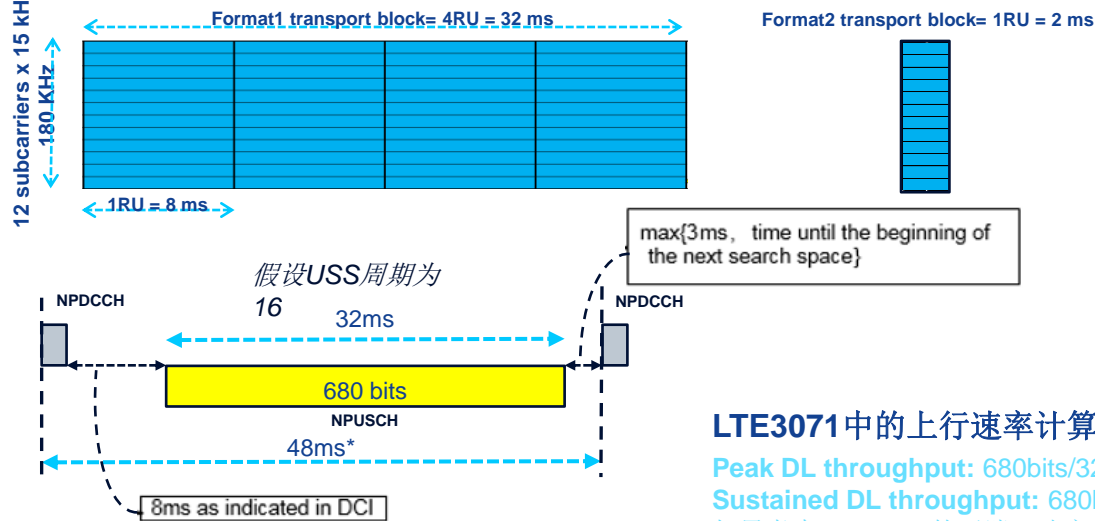 Format1 transport block= 4RU = 32 ms
Format2 transport block= 1RU = 2 ms
12 subcarriers x 15 kH
180 KHz
1RU = 8 ms
max{3ms, time until the beginning of
the next search space}
假设USS周期为
16
NPDCCH
32ms
NPDCCH
680 bits
NPUSCH
48ms*
8ms as indicated in DCI
LTE3071中的上行速率计算
Peak DL throughput: 680bits/32
Sustained DL throughput: 680